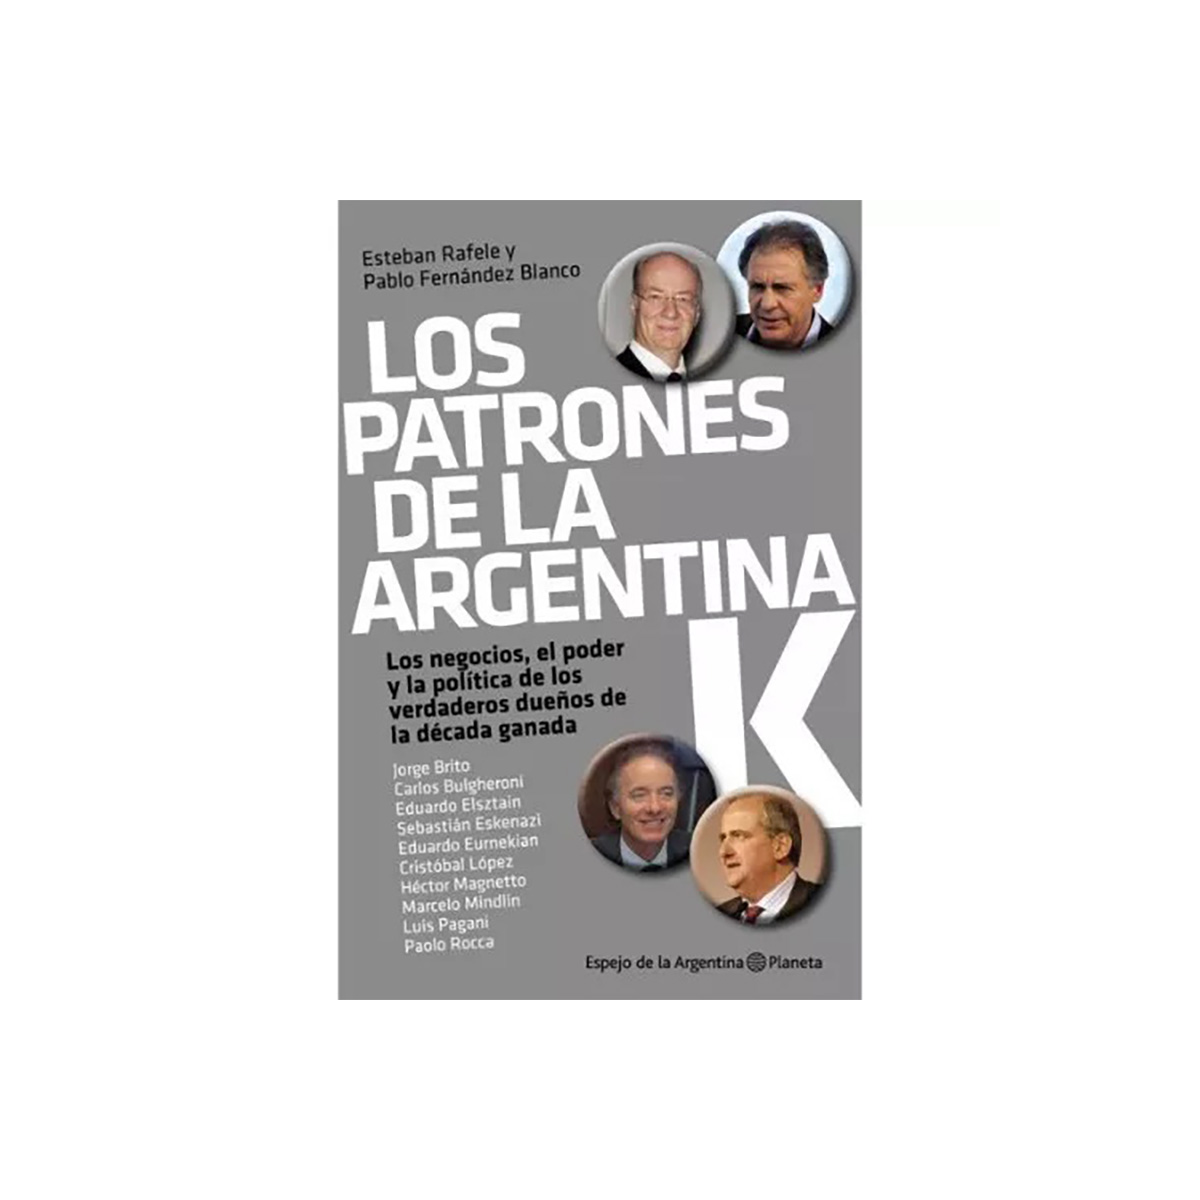 Esteban Rafele y
Pablo Fernández Blanco
LOS
PATRONES
DE LA
ARGENTINA
K
Los negocios, el poder
y la política de los
verdaderos dueños de
la década ganada
Jorge Brito
Carlos Bulgheroni
Eduardo Elsztain
Sebastián Eskenazi
Eduardo Eurnekian
Cristóbal López
Héctor Magnetto
Marcelo Mindlin
Luis Pagani
Paolo Rocca
Espejo de la Argentina Planeta